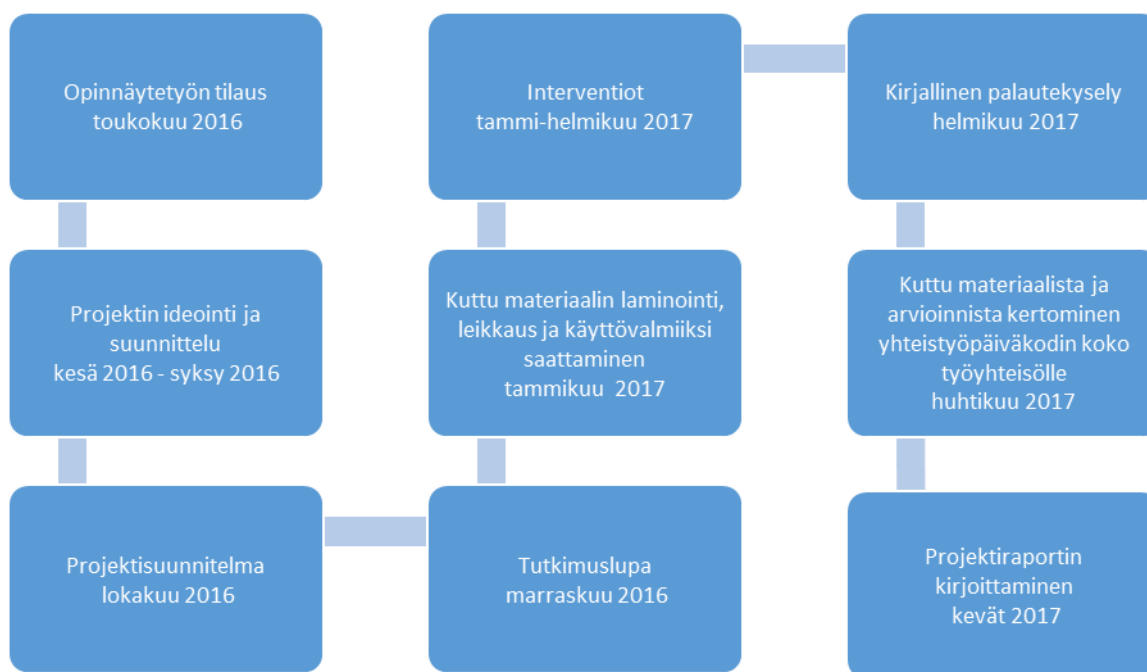 Opinnäytetyön tilaus
toukokuu 2016
Projektin ideointi ja
suunnittelu
kesä 2016 - syksy 2016
Projektisuunnitelma
lokakuu 2016
Tutkimuslupa
marraskuu 2016
Kuttu materiaalin laminointi,
leikkaus ja käyttövalmiiksi
saattaminen
tammikuu 2017
Interventiot
tammi-helmikuu 2017
Kirjallinen palautekysely
helmikuu 2017
Kuttu materiaalista ja
arvioinnista kertominen
yhteistyöpäiväkodin koko
työyhteisölle
huhtikuu 2017
Projektiraportin
kirjoittaminen
kevät 2017